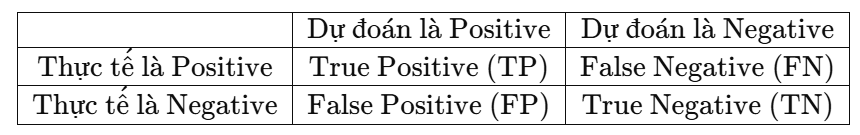 Dự đoán là Positive Dự đoán là Negative
Thực tế là Positive True Positive (TP) False Negative (FN)
Thực tế là Negative False Positive (FP) True Negative (TN)